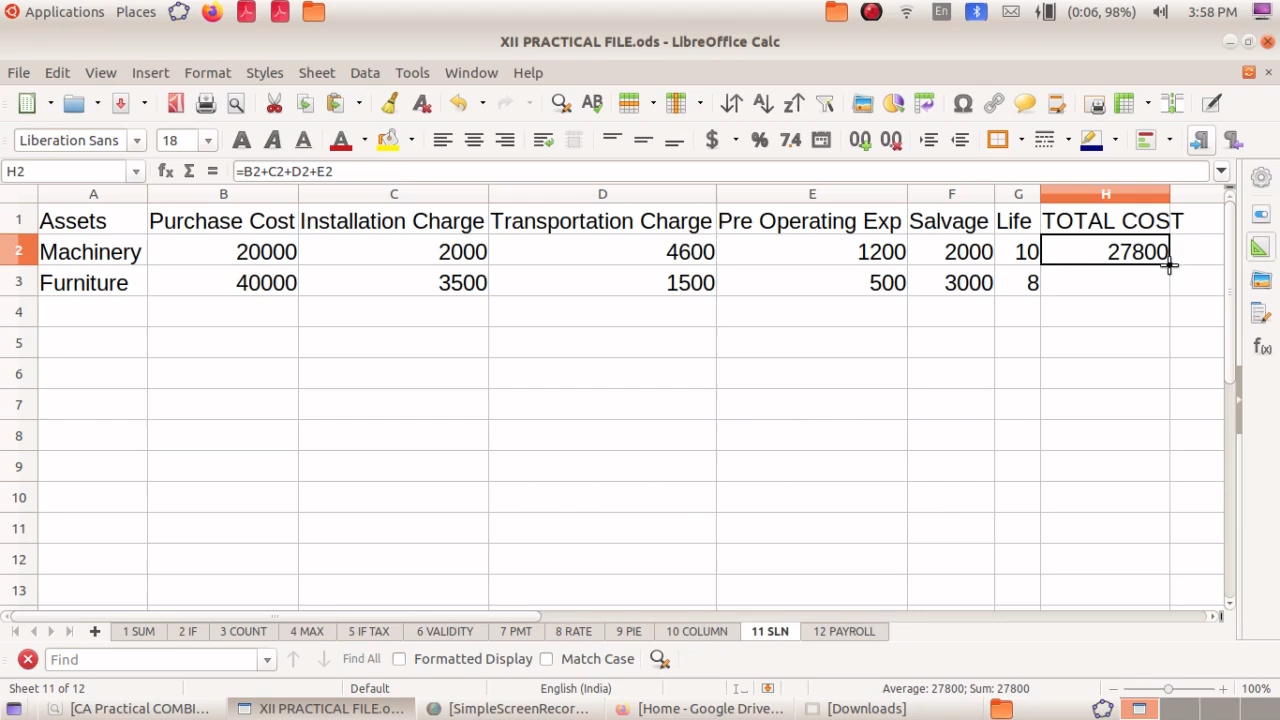 Applications Places En (0:06, 98%) 3:58 PM
XII PRACTICAL FILE.ods - LibreOffice Calc
File Edit View Insert Format Styles Sheet Data Tools Window Help
Liberation Sans 18
H2 =B2+C2+D2+E2
A B C D E F G H
1 Assets Purchase Cost Installation Charge Transportation Charge Pre Operating Exp Salvage Life TOTAL COST
2 Machinery 20000 2000 4600 1200 2000 10 27800
3 Furniture 40000 3500 1500 500 3000 8
4
5
6
7
8
9
10
11
12
13
1 SUM 2 IF 3 COUNT 4 MAX 5 IF TAX 6 VALIDITY 7 PMT 8 RATE 9 PIE 10 COLUMN 11 SLN 12 PAYROLL
Find Find All Formatted Display Match Case
Sheet 11 of 12 Default English (India) Average: 27800; Sum: 27800 100%
[CA Practical COMBI... XII PRACTICAL FILE.o... [SimpleScreenRecor... [Home - Google Drive... [Downloads]